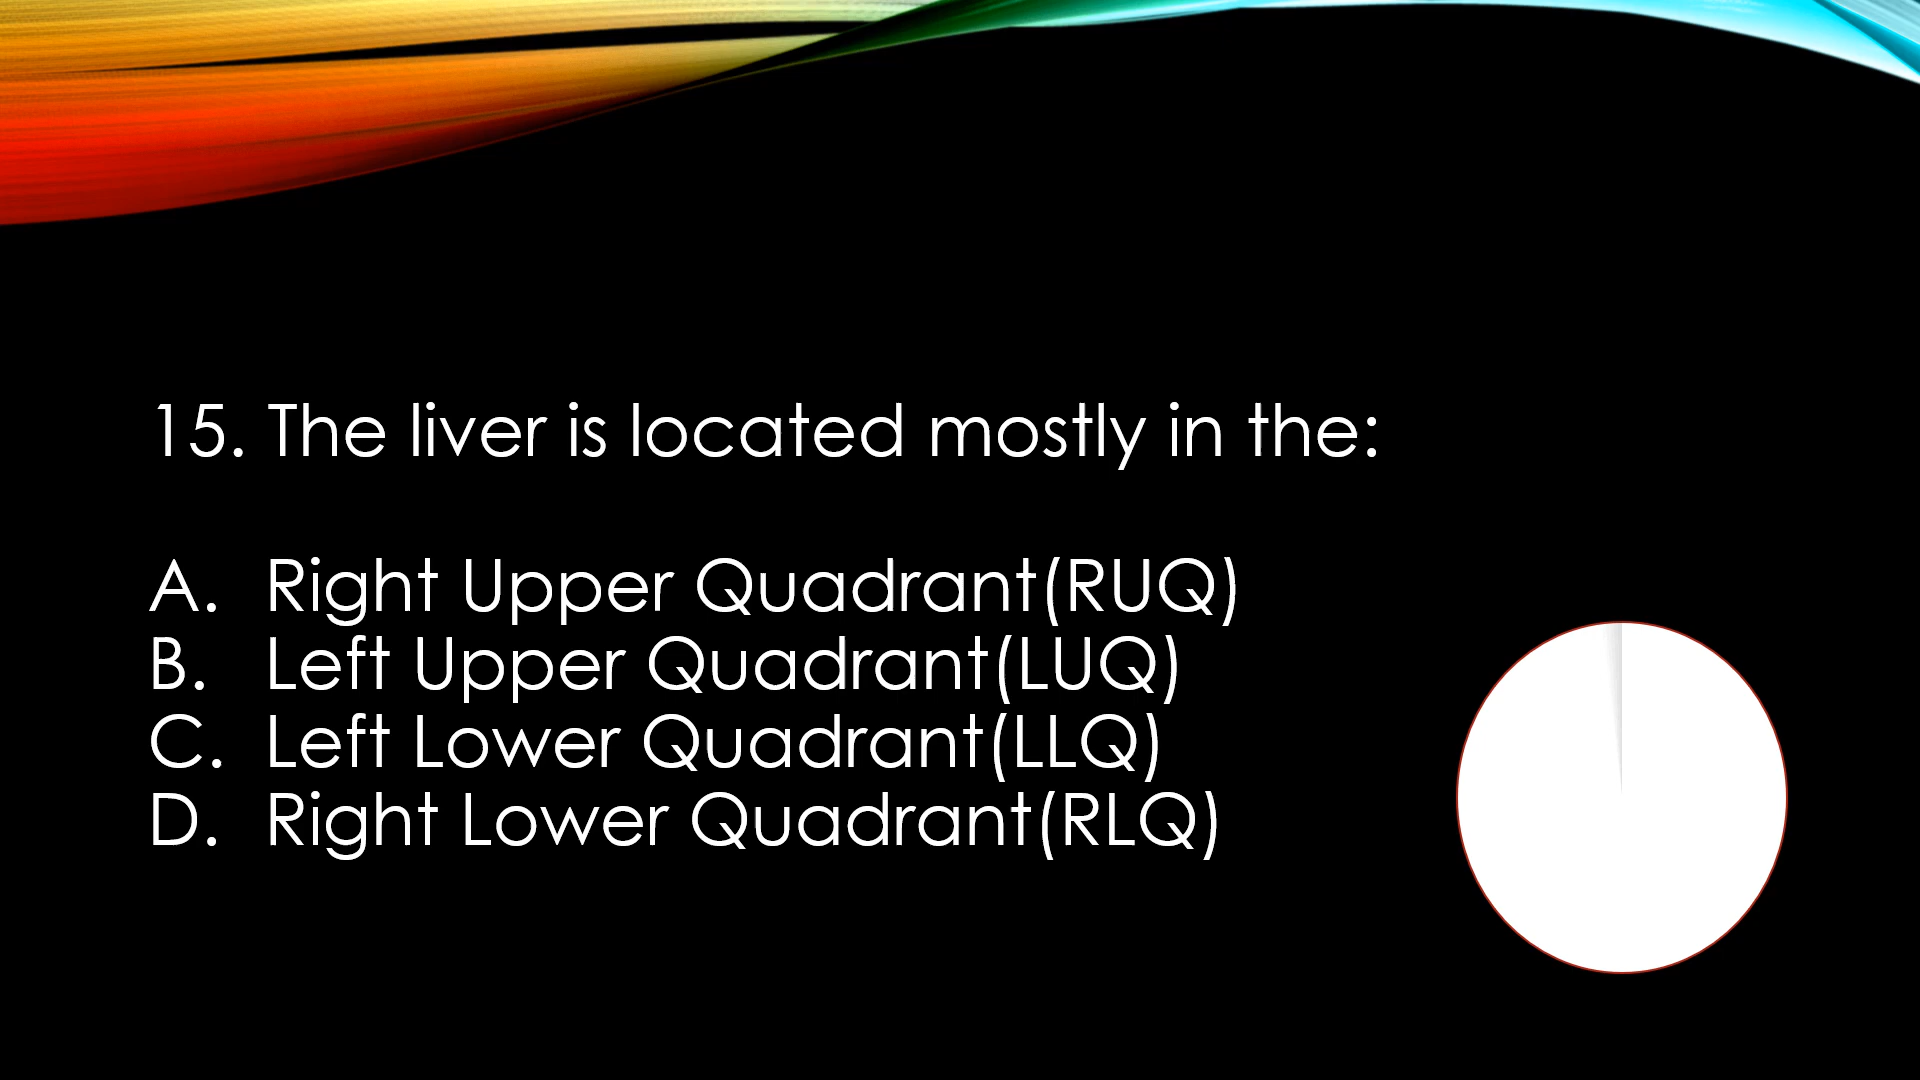 15. The liver is located mostly in the:
A. Right Upper Quadrant(RUQ)
B. Left Upper Quadrant(LUQ)
C. Left Lower Quadrant(LLQ)
D. Right Lower Quadrant(RLQ)